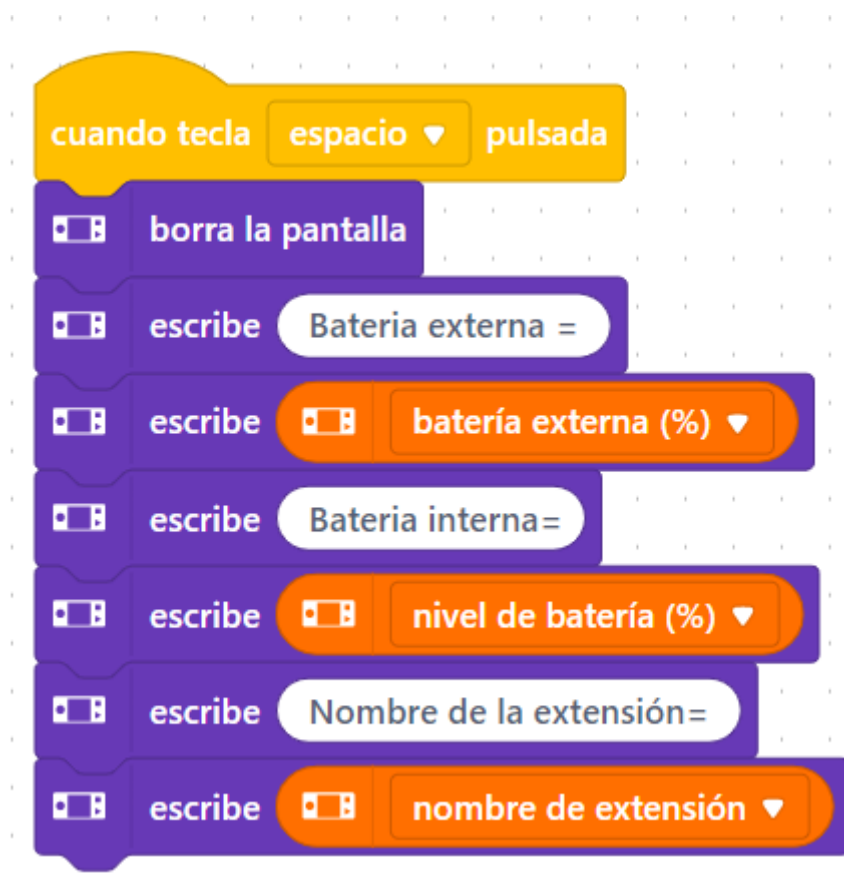 cuando tecla espacio pulsada
borra la pantalla
escribe Bateria externa =
escribe batería externa (%)
escribe Bateria interna=
escribe nivel de batería (%)
escribe Nombre de la extensión=
escribe nombre de extensión